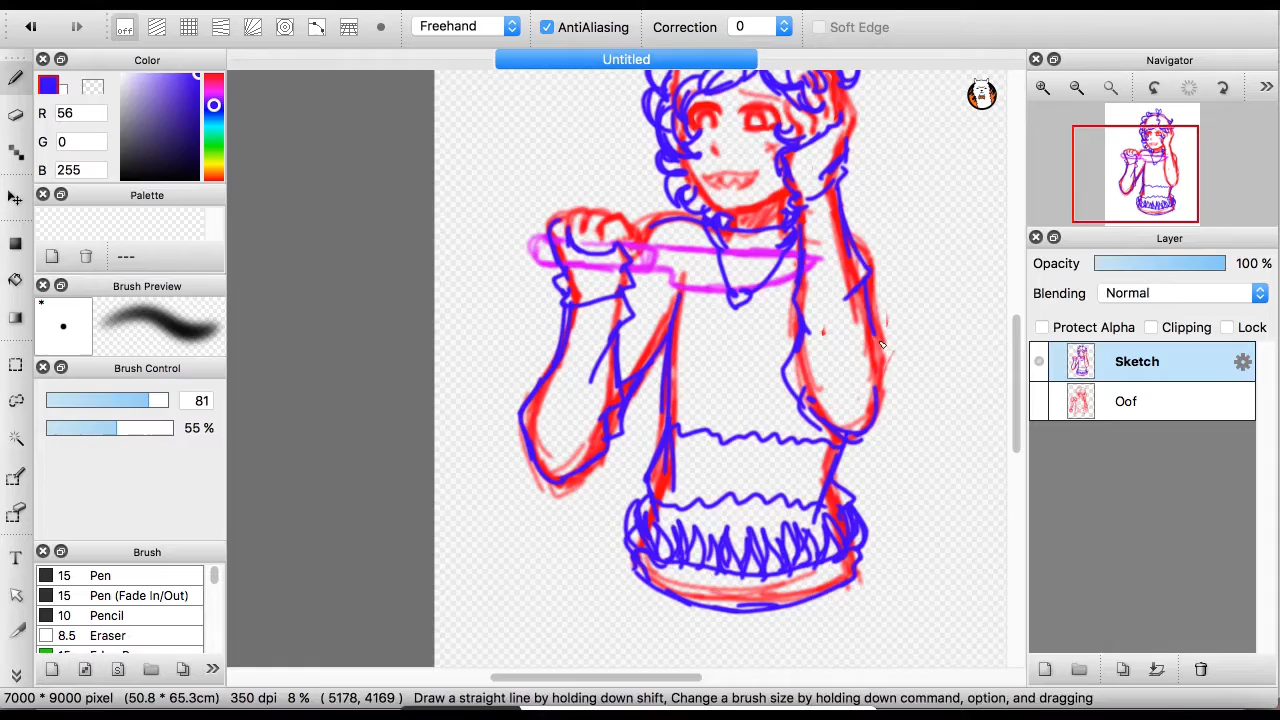 off
Freehand
AntiAliasing
Correction
0
Soft Edge
Untitled
Color
R 56
G 0
B 255
Palette
---
Brush Preview
*
Brush Control
81
55 %
Brush
15 Pen
15 Pen (Fade In/Out)
10 Pencil
8.5 Eraser
Navigator
Layer
Opacity 100 %
Blending Normal
Protect Alpha Clipping Lock
Sketch
Oof
7000 * 9000 pixel (50.8 * 65.3cm) 350 dpi 8 % ( 5178, 4169 ) Draw a straight line by holding down shift, Change a brush size by holding down command, option, and dragging